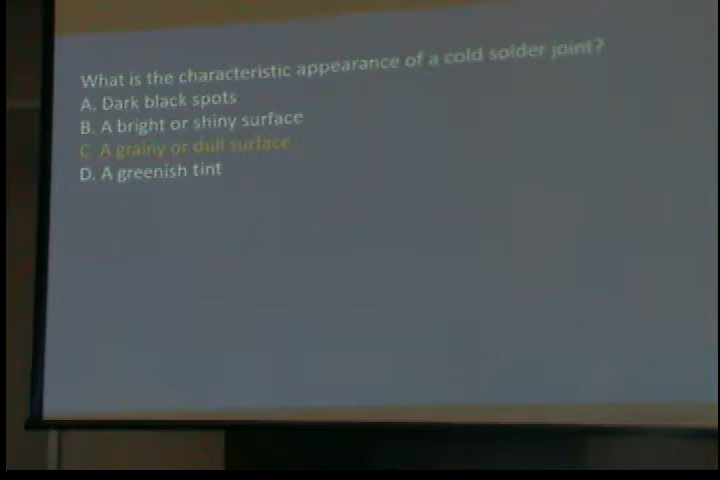 What is the characteristic appearance of a cold solder joint?
A. Dark black spots
B. A bright or shiny surface
C. A grainy or dull surface
D. A greenish tint